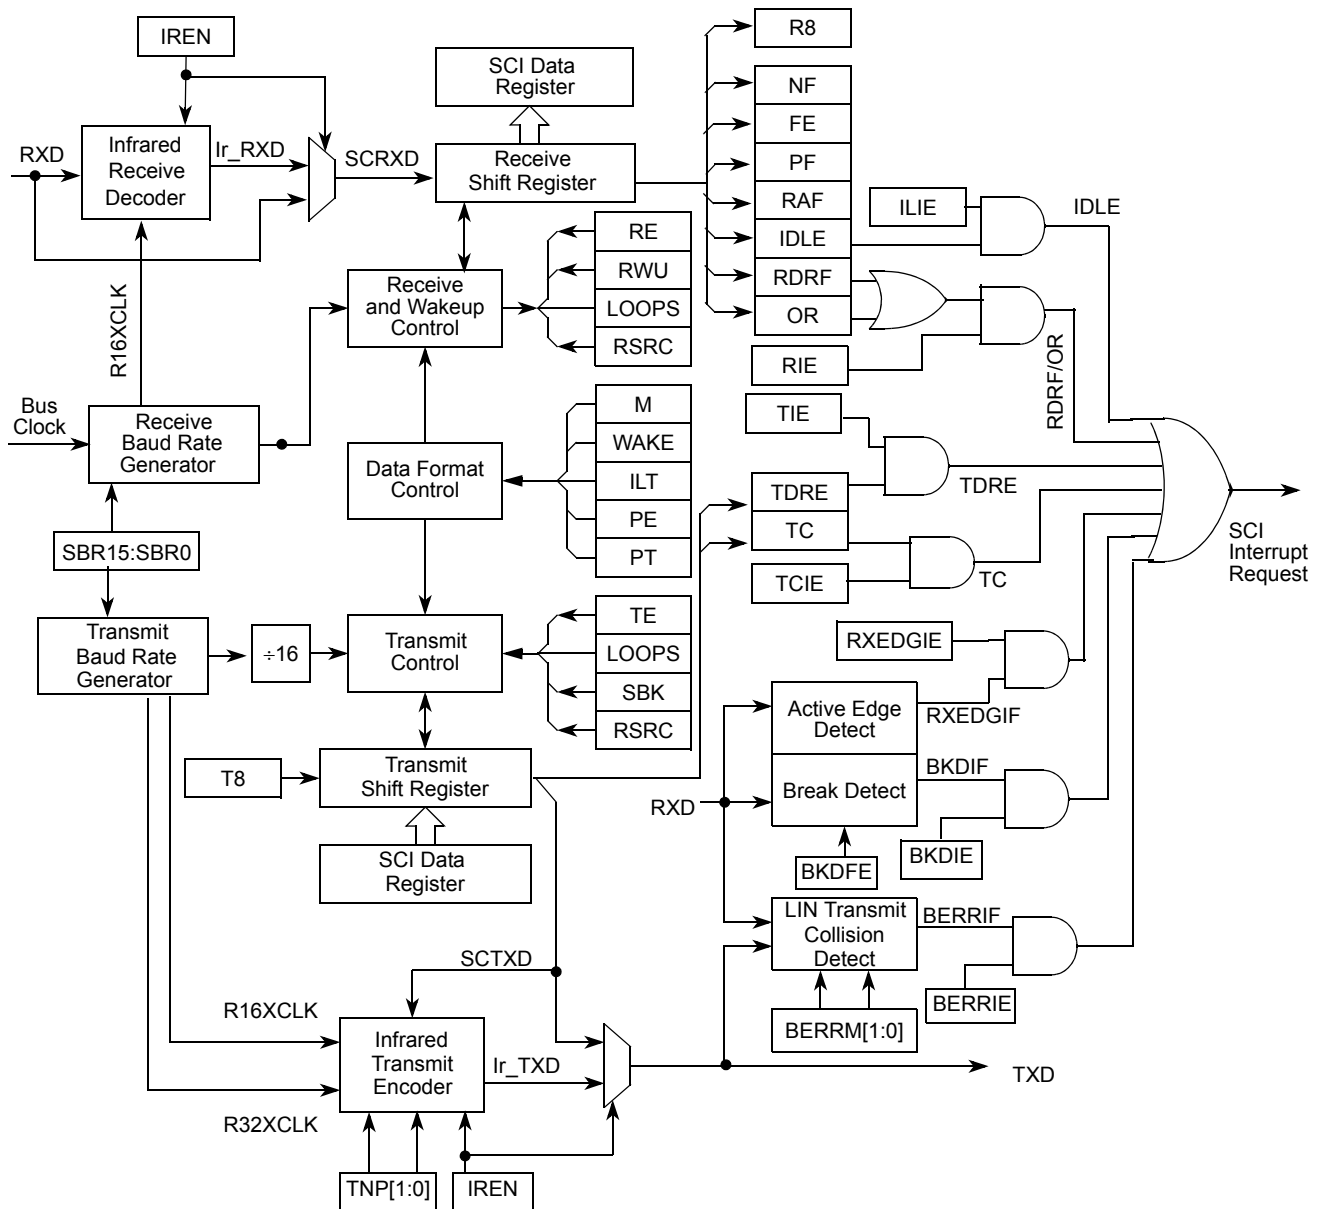 IREN
SCI Data
Register
R8
NF
FE
PF
RAF
IDLE
RDRF
OR
RXD
Infrared
Receive
Decoder
Ir_RXD
SCRXD
Receive
Shift Register
ILIE
IDLE
RE
RWU
LOOPS
RSRC
R16XCLK
Receive
and Wakeup
Control
RIE
RDRF/OR
Bus
Clock
Receive
Baud Rate
Generator
M
WAKE
ILT
PE
PT
Data Format
Control
TIE
TDRE
TC
TCIE
TDRE
TC
SCI
Interrupt
Request
SBR15:SBR0
Transmit
Baud Rate
Generator
÷16
Transmit
Control
TE
LOOPS
SBK
RSRC
RXEDGIE
Active Edge
Detect
RXEDGIF
Break Detect
BKDIF
RXD
BKDIE
BKDFE
T8
Transmit
Shift Register
SCI Data
Register
LIN Transmit
Collision
Detect
BERRIF
BERRIE
BERRM[1:0]
SCTXD
R16XCLK
Infrared
Transmit
Encoder
Ir_TXD
R32XCLK
TXD
TNP[1:0]
IREN